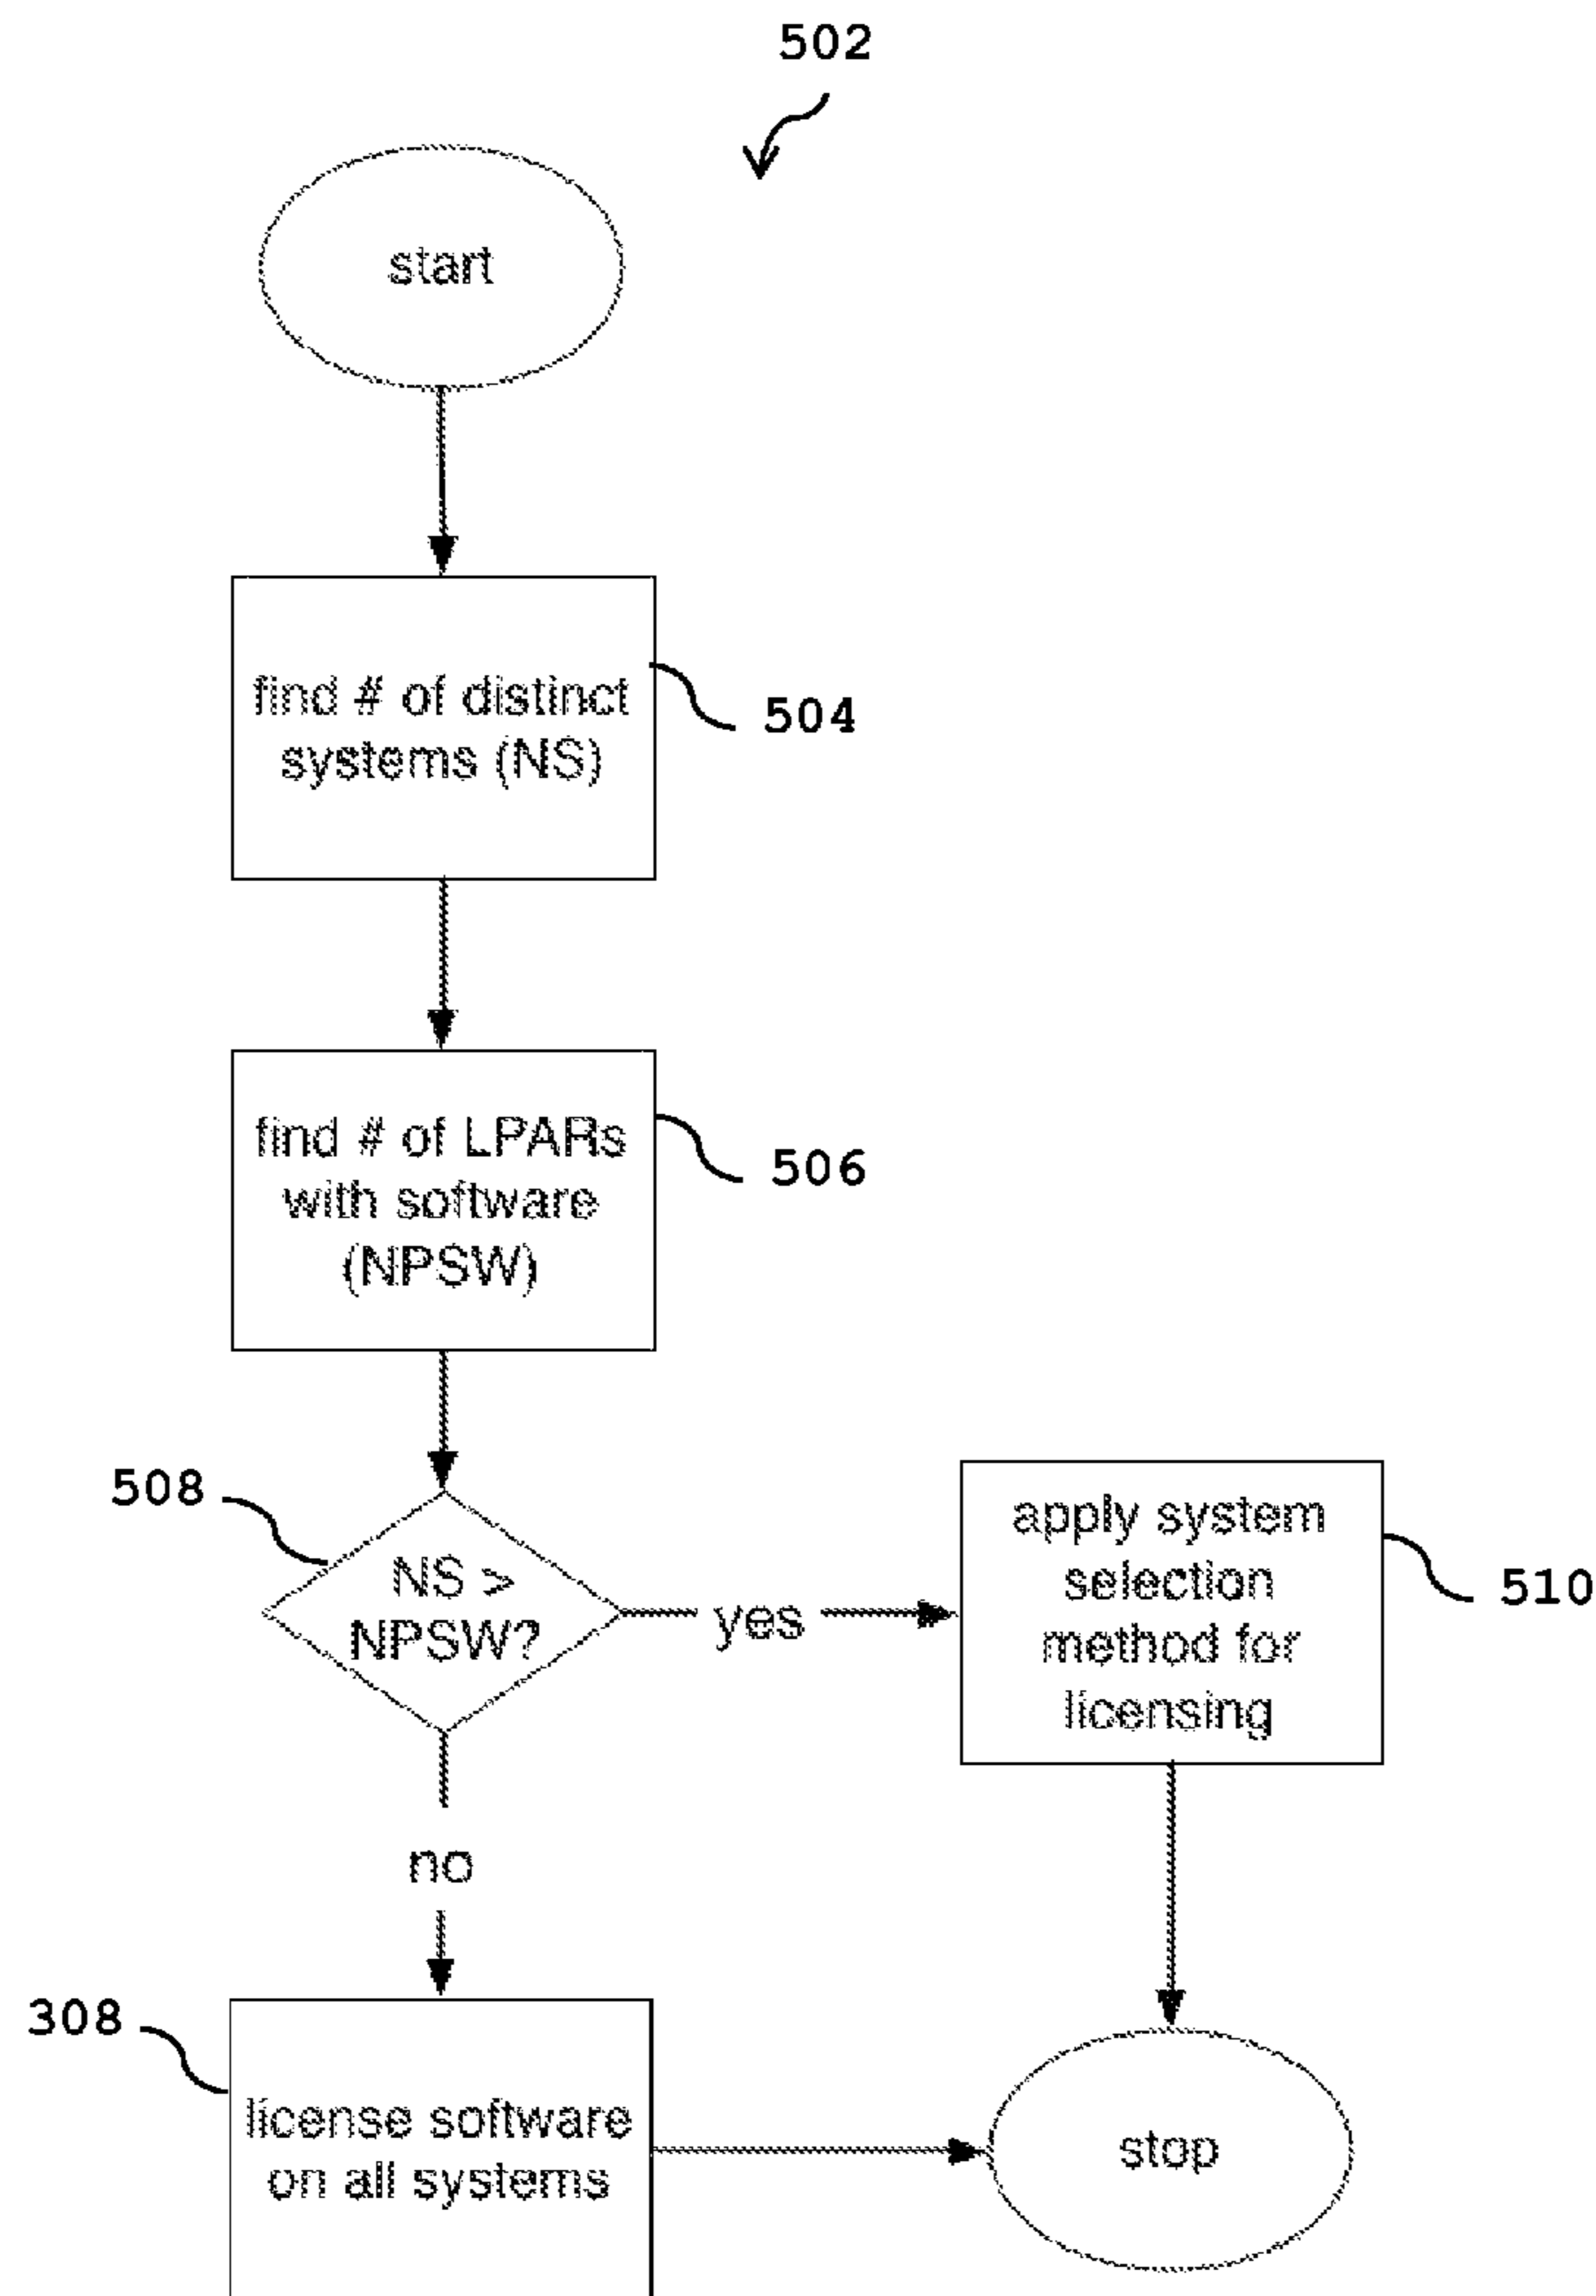 502
start
find # of distinct
systems (NS)
504
find # of LPARs
with software
(NPSW)
506
508
NS >
NPSW?
yes
apply system
selection
method for
licensing
510
no
308
license software
on all systems
stop